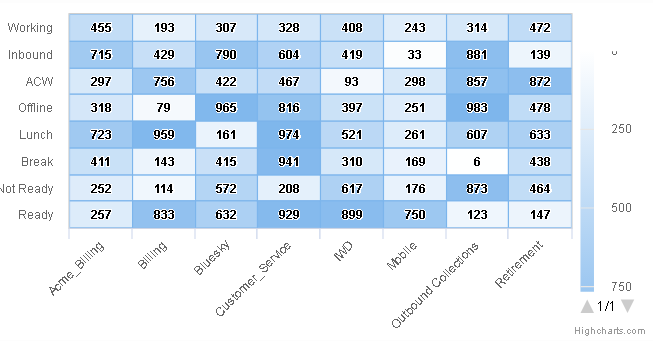 Working 455 193 307 328 408 243 314 472
Inbound 715 429 790 604 419 33 881 139
ACW 297 756 422 467 93 298 857 872
Offline 318 79 965 816 397 251 983 478
Lunch 723 959 161 974 521 261 607 633
Break 411 143 415 941 310 169 6 438
Not Ready 252 114 572 208 617 176 873 464
Ready 257 833 632 929 899 750 123 147
Acme_Billing Billing Bluesky Customer_Service IWD Mobile Outbound Collections Retirement
0
250
500
750
1/1
Highcharts.com